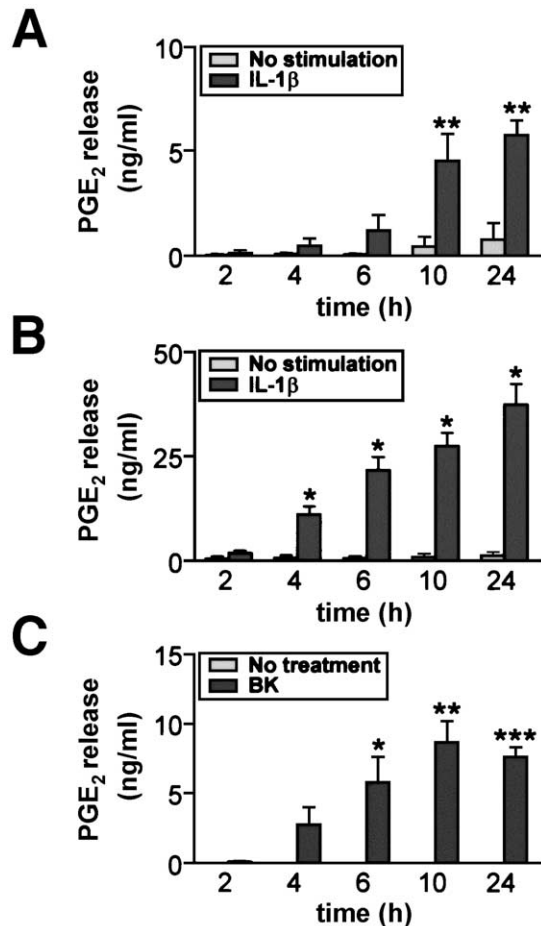 A
PGE₂ release
(ng/ml)
10
5
0
No stimulation
IL-1β
**
**
2 4 6 10 24
time (h)
B
PGE₂ release
(ng/ml)
50
25
0
No stimulation
IL-1β
*
*
*
*
2 4 6 10 24
time (h)
C
PGE₂ release
(ng/ml)
15
10
5
0
No treatment
BK
*
**
***
2 4 6 10 24
time (h)